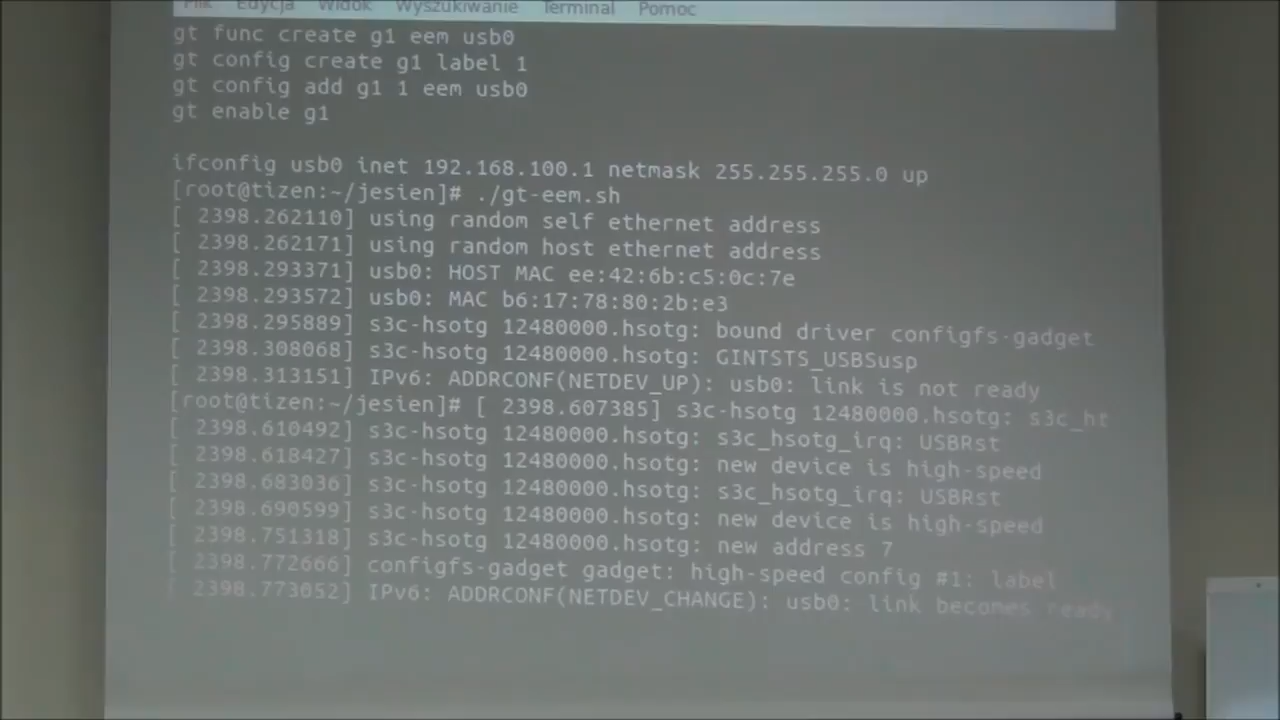 Plik Edycja Widok Wyszukiwanie Terminal Pomoc
gt func create g1 eem usb0
gt config create g1 label 1
gt config add g1 1 eem usb0
gt enable g1
ifconfig usb0 inet 192.168.100.1 netmask 255.255.255.0 up
[root@tizen:~/jesien]# ./gt-eem.sh
[ 2398.262110] using random self ethernet address
[ 2398.262171] using random host ethernet address
[ 2398.293371] usb0: HOST MAC ee:42:6b:c5:0c:7e
[ 2398.293572] usb0: MAC b6:17:78:80:2b:e3
[ 2398.295889] s3c-hsotg 12480000.hsotg: bound driver configfs-gadget
[ 2398.308068] s3c-hsotg 12480000.hsotg: GINTSTS_USBSusp
[ 2398.313151] IPv6: ADDRCONF(NETDEV_UP): usb0: link is not ready
[root@tizen:~/jesien]# [ 2398.607385] s3c-hsotg 12480000.hsotg: s3c_ht
[ 2398.610492] s3c-hsotg 12480000.hsotg: s3c_hsotg_irq: USBRst
[ 2398.618427] s3c-hsotg 12480000.hsotg: new device is high-speed
[ 2398.683036] s3c-hsotg 12480000.hsotg: s3c_hsotg_irq: USBRst
[ 2398.690599] s3c-hsotg 12480000.hsotg: new device is high-speed
[ 2398.751318] s3c-hsotg 12480000.hsotg: new address 7
[ 2398.772666] configfs-gadget gadget: high-speed config #1: label
[ 2398.773052] IPv6: ADDRCONF(NETDEV_CHANGE): usb0: link becomes ready